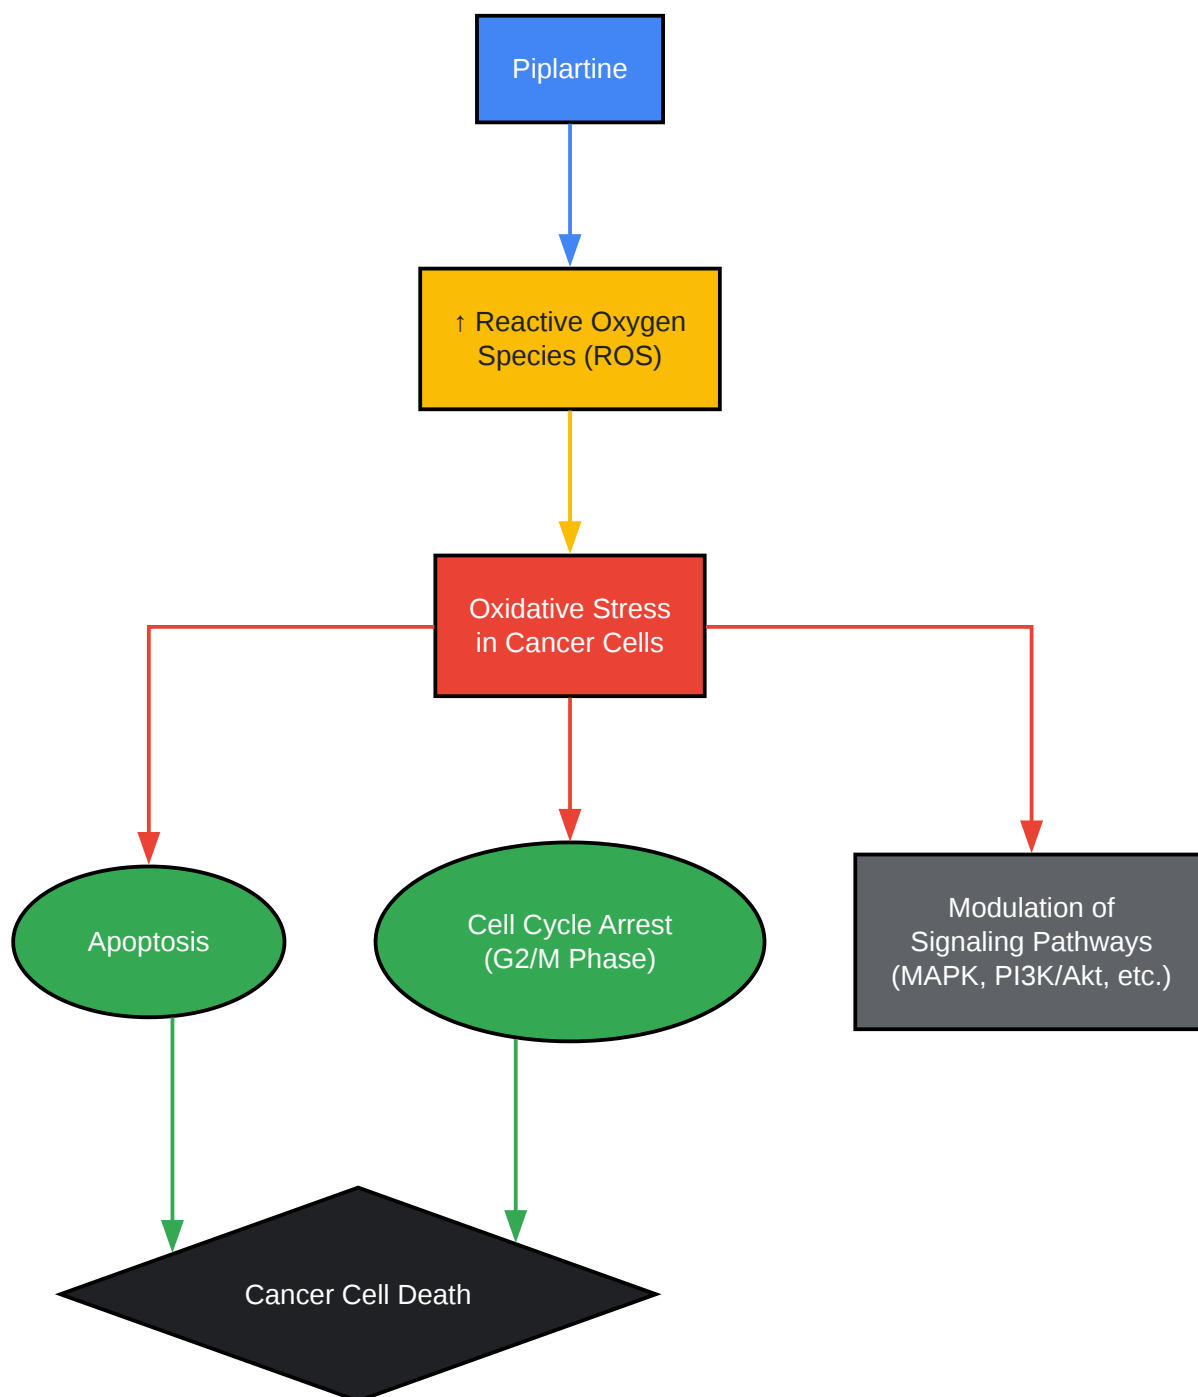 Piplartine
↑ Reactive Oxygen
Species (ROS)
Oxidative Stress
in Cancer Cells
Apoptosis
Cell Cycle Arrest
(G2/M Phase)
Modulation of
Signaling Pathways
(MAPK, PI3K/Akt, etc.)
Cancer Cell Death